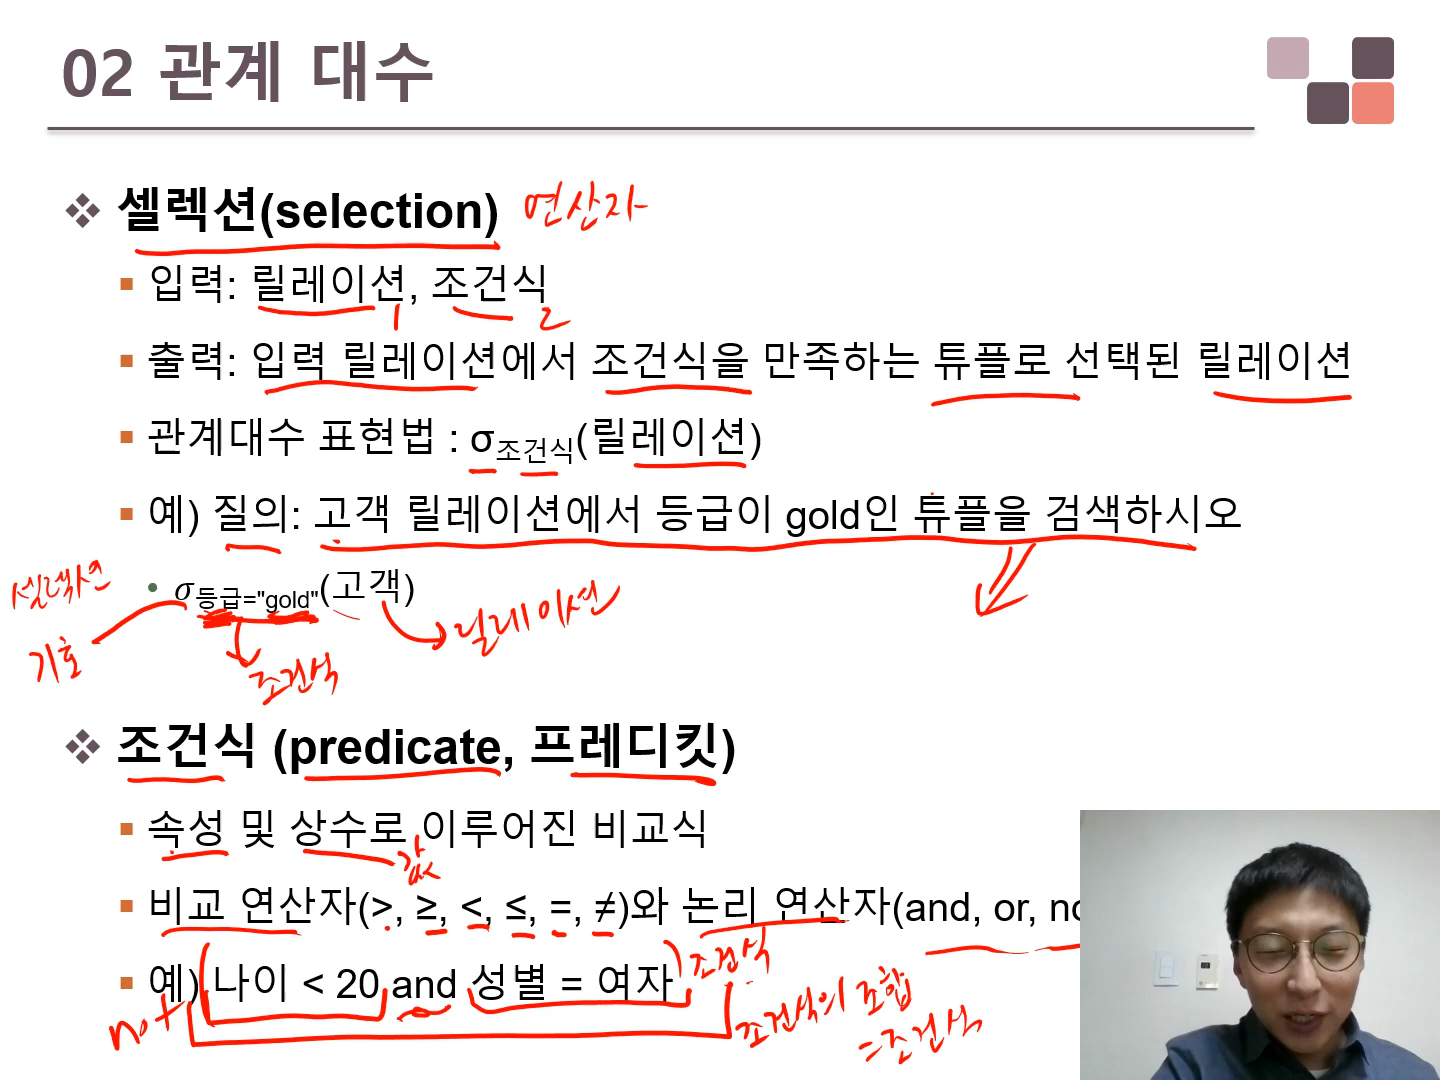 02 관계 대수
셀렉션(selection) 연산자
입력: 릴레이션, 조건식
1 2
출력: 입력 릴레이션에서 조건식을 만족하는 튜플로 선택된 릴레이션
관계대수 표현법 : σ조건식(릴레이션)
예) 질의: 고객 릴레이션에서 등급이 gold인 튜플을 검색하시오
셀렉션
기호
σ등급="gold"(고객)
릴레이션
조건식
조건식 (predicate, 프레디킷)
속성 및 상수로 이루어진 비교식
값
비교 연산자(>, ≥, <, ≤, =, ≠)와 논리 연산자(and, or,
예) 나이 < 20 and 성별 = 여자
조건식
not
조건식의 조합
=조건식